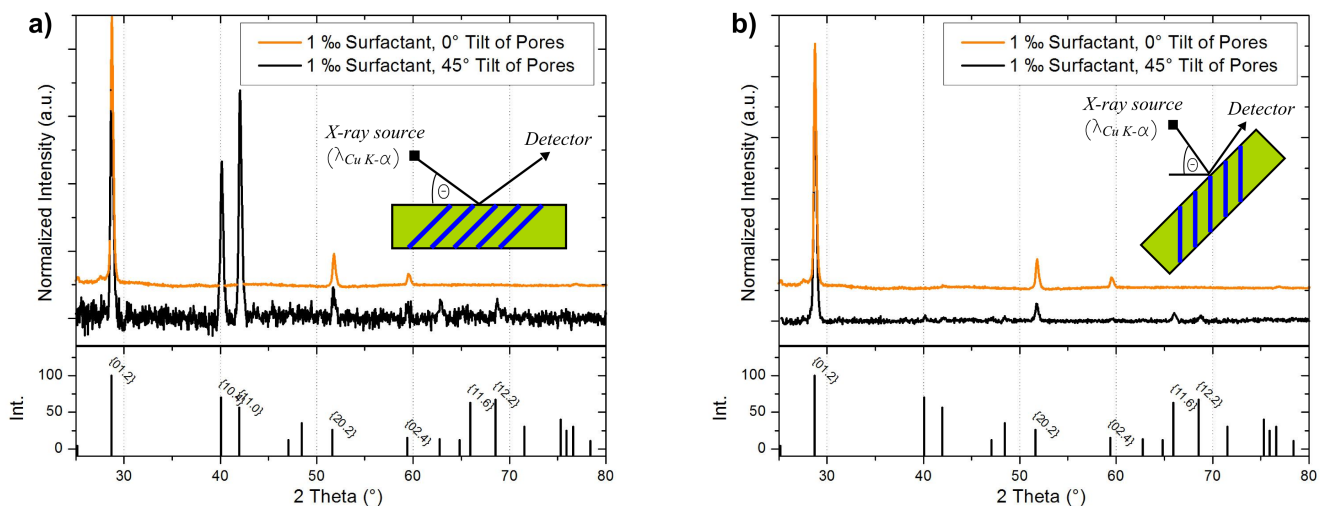 a)
1 ‰ Surfactant, 0° Tilt of Pores
1 ‰ Surfactant, 45° Tilt of Pores
X-ray source
(λCu K-α)
Detector
Θ
Normalized Intensity (a.u.)
{01.2}
{10.4}
{11.0}
{20.2}
{02.4}
{11.6}
{12.2}
100
50
0
Int.
30 40 50 60 70 80
2 Theta (°)
b)
1 ‰ Surfactant, 0° Tilt of Pores
1 ‰ Surfactant, 45° Tilt of Pores
X-ray source
(λCu K-α)
Detector
Θ
Normalized Intensity (a.u.)
{01.2}
{20.2}
{02.4}
{11.6}
{12.2}
100
50
0
Int.
30 40 50 60 70 80
2 Theta (°)